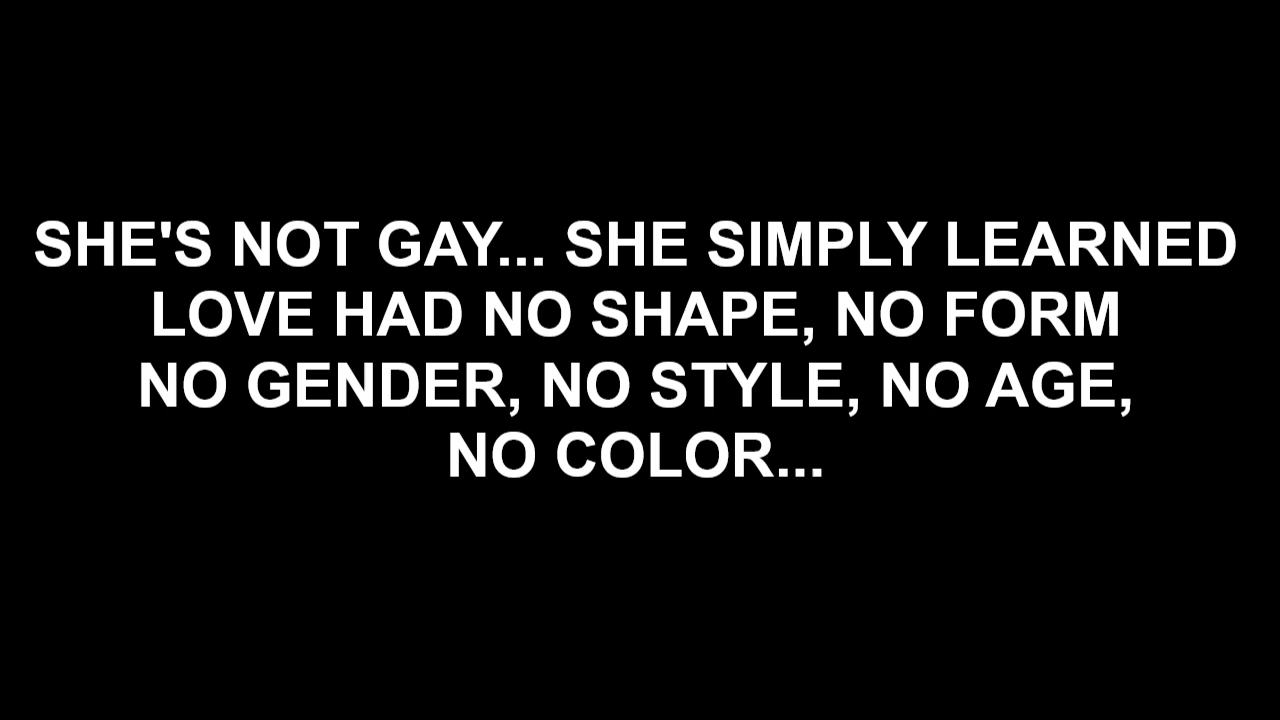 SHE'S NOT GAY... SHE SIMPLY LEARNED
LOVE HAD NO SHAPE, NO FORM
NO GENDER, NO STYLE, NO AGE,
NO COLOR...